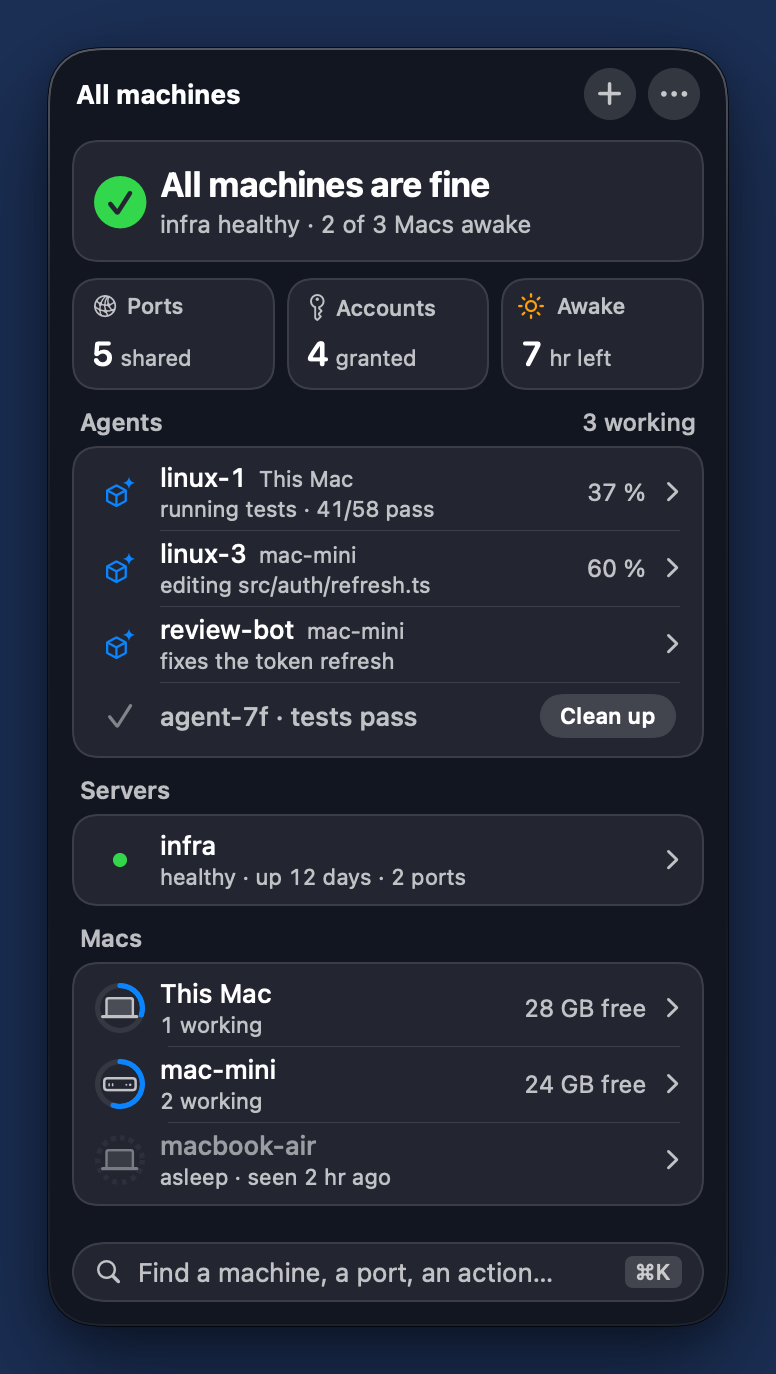 All machines
All machines are fine
infra healthy · 2 of 3 Macs awake
Ports
5 shared
Accounts
4 granted
Awake
7 hr left
Agents
3 working
linux-1 This Mac
running tests · 41/58 pass
37 %
linux-3 mac-mini
editing src/auth/refresh.ts
60 %
review-bot mac-mini
fixes the token refresh
agent-7f · tests pass
Clean up
Servers
infra
healthy · up 12 days · 2 ports
Macs
This Mac
1 working
28 GB free
mac-mini
2 working
24 GB free
macbook-air
asleep · seen 2 hr ago
Find a machine, a port, an action...
⌘K